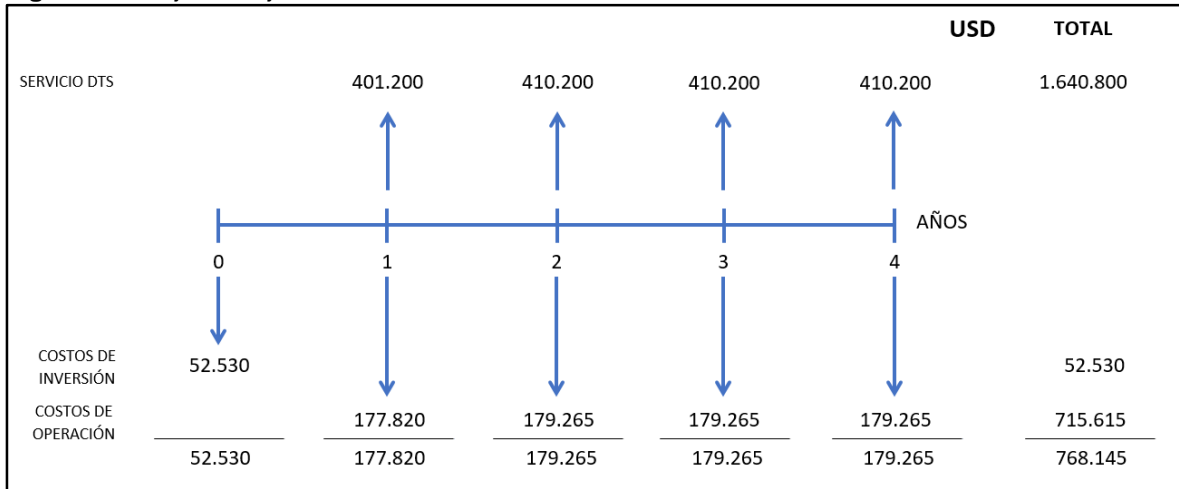 USD TOTAL
SERVICIO DTS 401.200 410.200 410.200 410.200 1.640.800
AÑOS
0 1 2 3 4
COSTOS DE
INVERSIÓN 52.530 52.530
COSTOS DE
OPERACIÓN 177.820 179.265 179.265 179.265 715.615
52.530 177.820 179.265 179.265 179.265 768.145